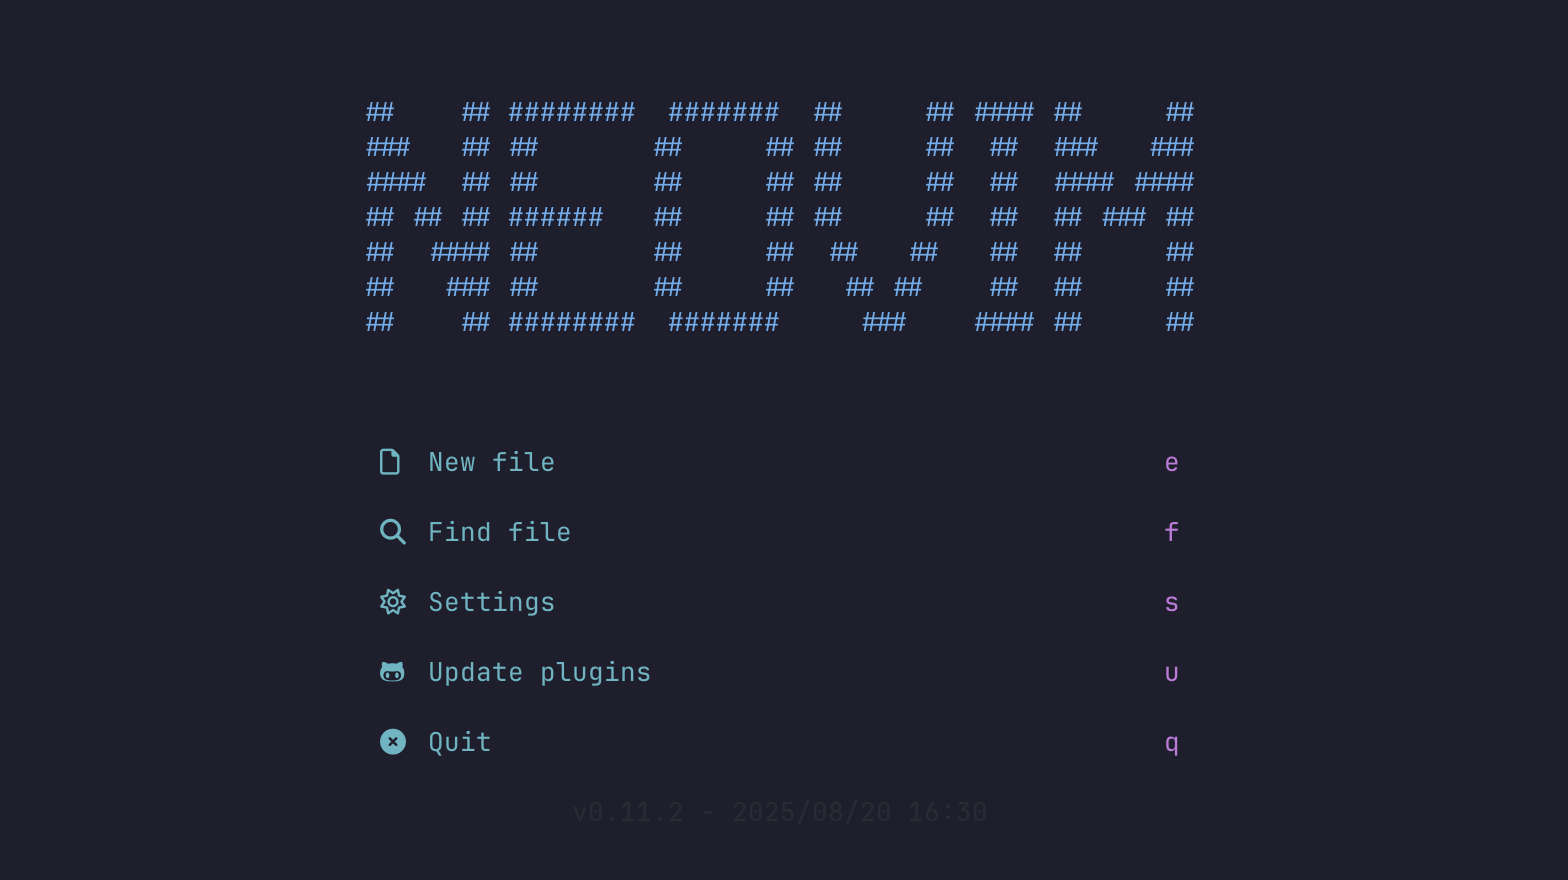 ##    ## ########  #######  ##     ## #### ##     ##
###   ## ##       ##     ## ##     ##  ##  ###   ###
####  ## ##       ##     ## ##     ##  ##  #### ####
## ## ## ######   ##     ## ##     ##  ##  ## ### ##
##  #### ##       ##     ##  ##   ##   ##  ##     ##
##   ### ##       ##     ##   ## ##    ##  ##     ##
##    ## ########  #######     ###    #### ##     ##
New file e
Find file f
Settings s
Update plugins u
Quit q
v0.11.2 - 2025/08/20 16:30